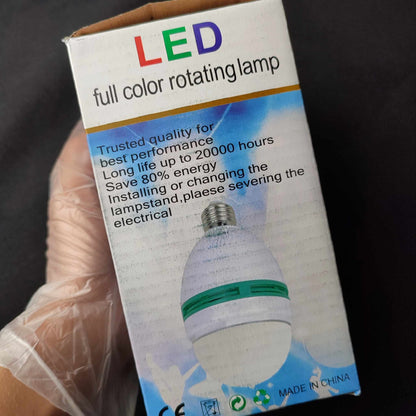 LED
full color rotating lamp
Trusted quality for
best performance
Long life up to 20000 hours
Save 80% energy
Installing or changing the
lampstand,plaese severing the
electrical
CE
MADE IN CHINA